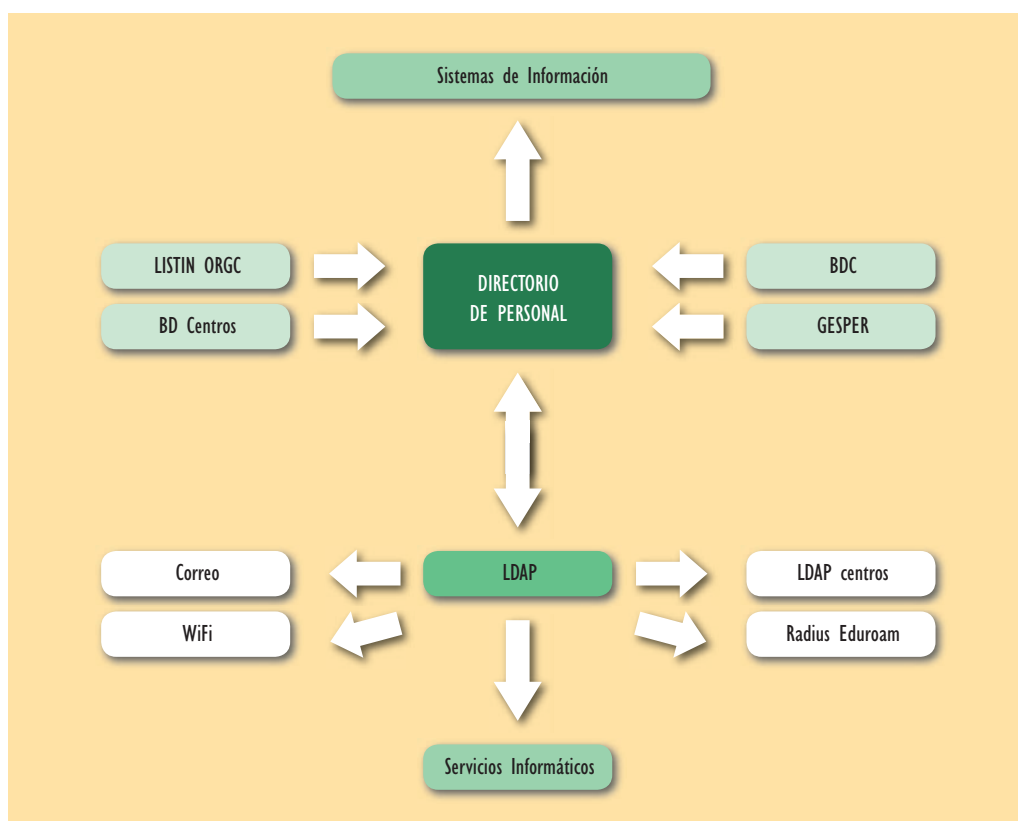 Sistemas de Información
LISTIN ORGC
BD Centros
DIRECTORIO
DE PERSONAL
BDC
GESPER
Correo
WiFi
LDAP
LDAP centros
Radius Eduroam
Servicios Informáticos